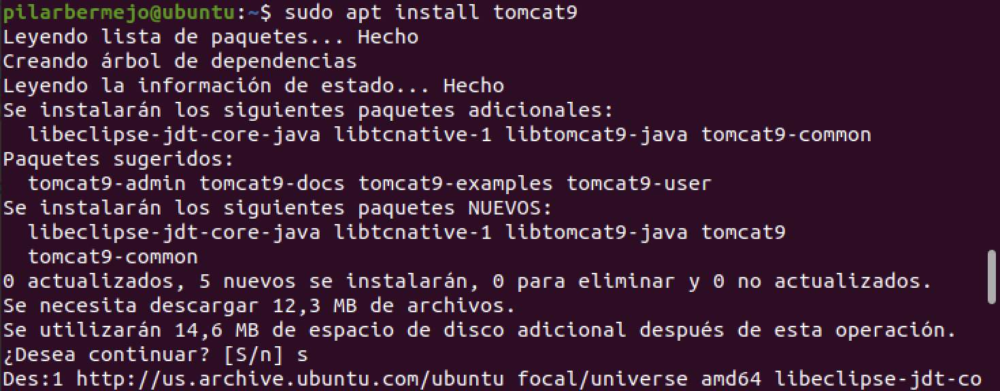 pilarbermejo@ubuntu:~$ sudo apt install tomcat9
Leyendo lista de paquetes... Hecho
Creando árbol de dependencias
Leyendo la información de estado... Hecho
Se instalarán los siguientes paquetes adicionales:
  libeclipse-jdt-core-java libtcnative-1 libtomcat9-java tomcat9-common
Paquetes sugeridos:
  tomcat9-admin tomcat9-docs tomcat9-examples tomcat9-user
Se instalarán los siguientes paquetes NUEVOS:
  libeclipse-jdt-core-java libtcnative-1 libtomcat9-java tomcat9
  tomcat9-common
0 actualizados, 5 nuevos se instalarán, 0 para eliminar y 0 no actualizados.
Se necesita descargar 12,3 MB de archivos.
Se utilizarán 14,6 MB de espacio de disco adicional después de esta operación.
¿Desea continuar? [S/n] s
Des:1 http://us.archive.ubuntu.com/ubuntu focal/universe amd64 libeclipse-jdt-co